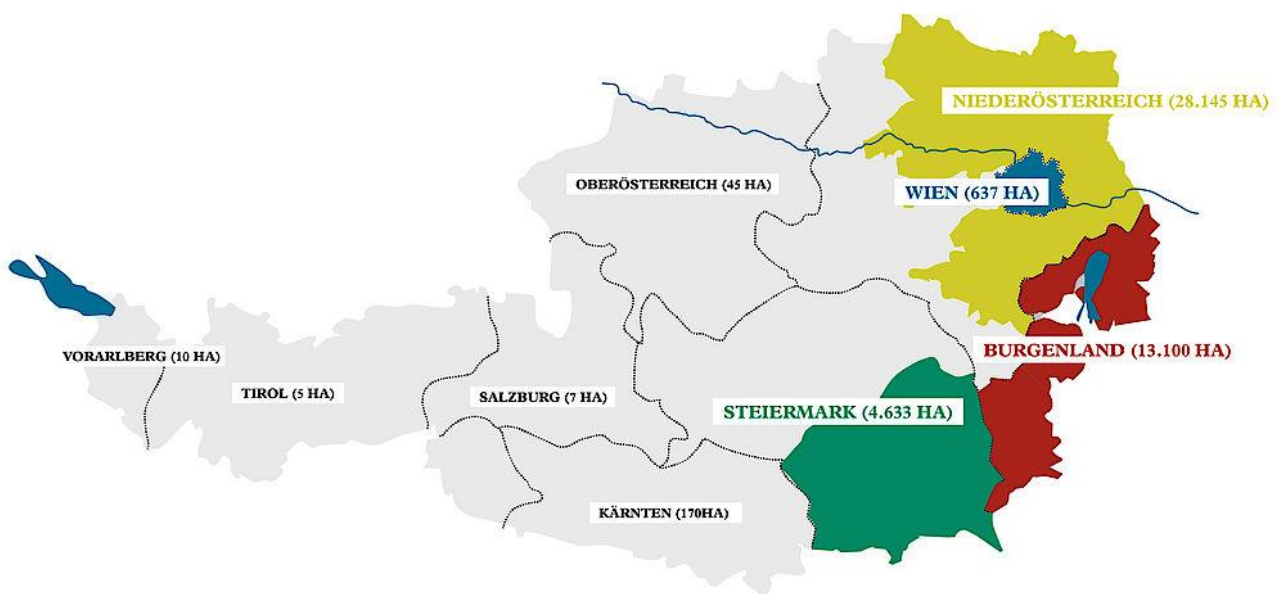 NIEDERÖSTERREICH (28.145 HA)
OBERÖSTERREICH (45 HA)
WIEN (637 HA)
VORARLBERG (10 HA)
BURGENLAND (13.100 HA)
TIROL (5 HA)
SALZBURG (7 HA)
STEIERMARK (4.633 HA)
KÄRNTEN (170HA)